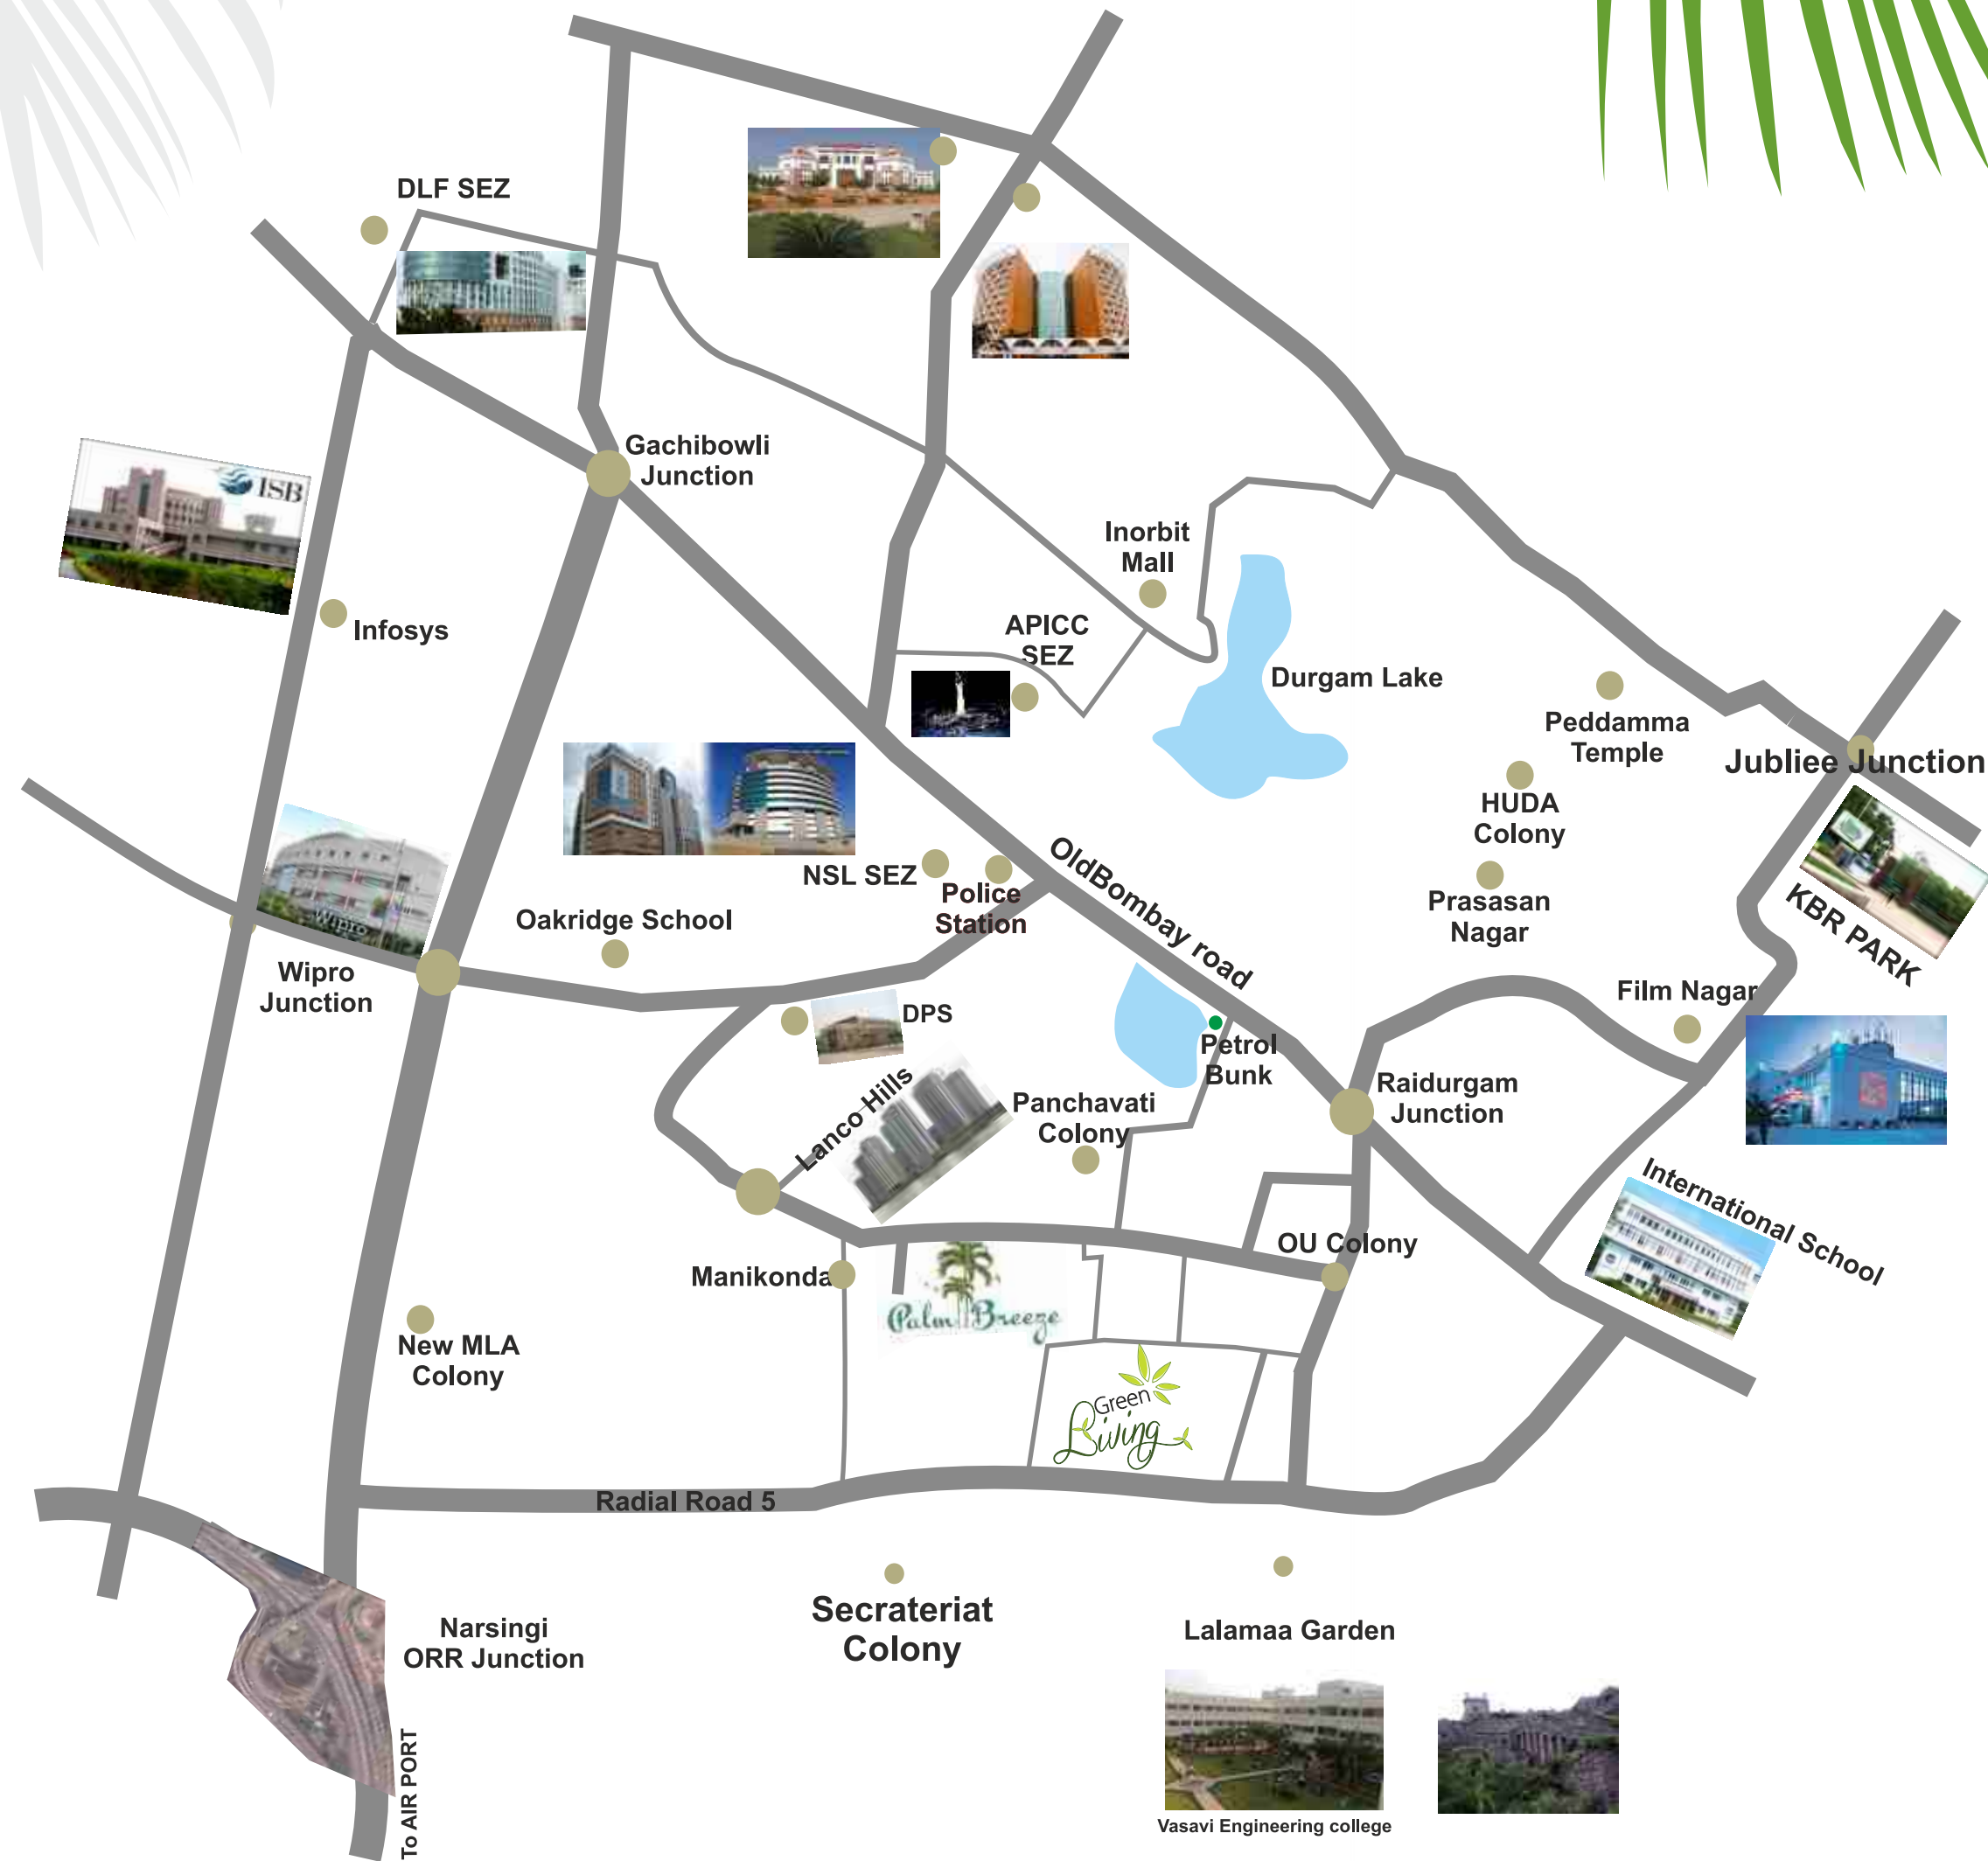 DLF SEZ
Gachibowli
Junction
ISB
Inorbit
Mall
Infosys
APICC
SEZ
Durgam Lake
Peddamma
Temple
Jubliee Junction
HUDA
Colony
OldBombay road
NSL SEZ
Police
Station
Prasasan
Nagar
KBR PARK
Oakridge School
wipro
Wipro
Junction
Film Nagar
DPS
Petrol
Bunk
Raidurgam
Junction
Lanco Hills
Panchavati
Colony
International School
OU Colony
Manikonda
Palm Breeze
New MLA
Colony
Green
Living
Radial Road 5
Secrateriat
Colony
Narsingi
ORR Junction
Lalamaa Garden
To AIR PORT
Vasavi Engineering college